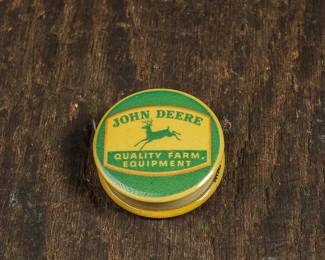 JOHN DEERE
QUALITY FARM
EQUIPMENT